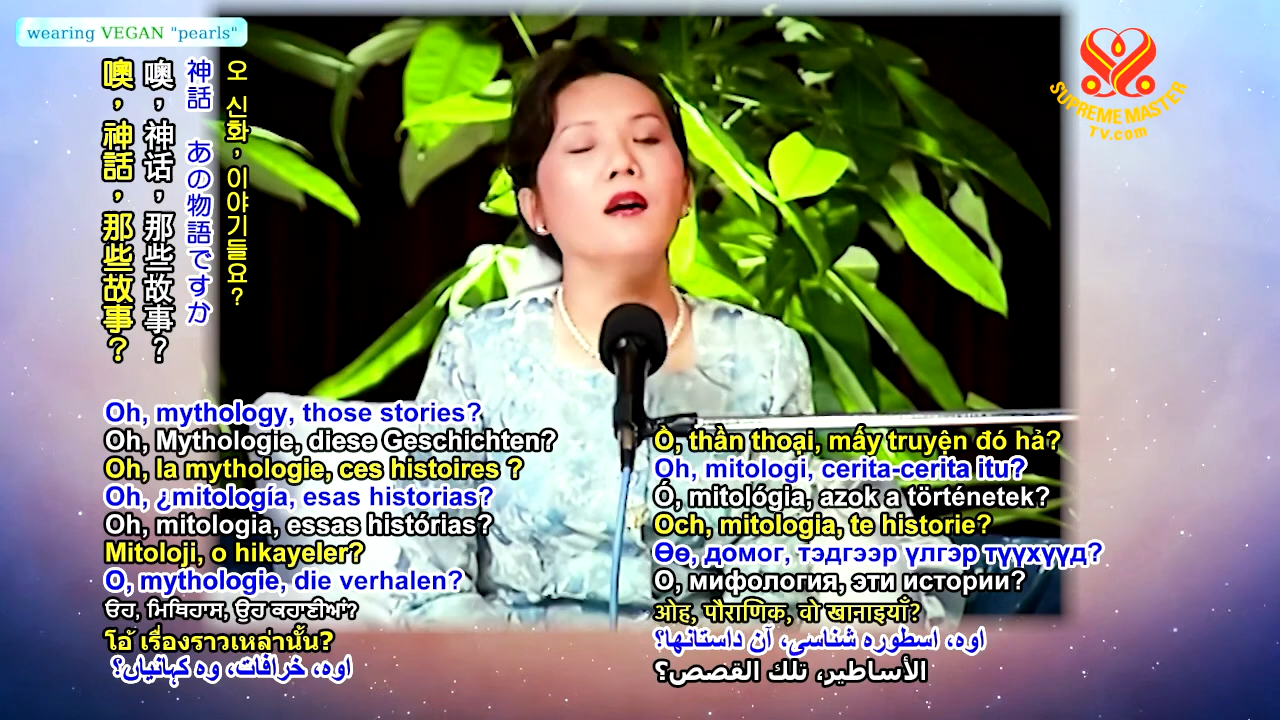 wearing VEGAN "pearls"
SUPREME MASTER
TV.com
噢，神話，那些故事？
噢，神话，那些故事？
神話　あの物語ですか
오 신화，이야기들요？
Oh, mythology, those stories?
Oh, Mythologie, diese Geschichten?
Oh, la mythologie, ces histoires ?
Oh, ¿mitología, esas historias?
Oh, mitologia, essas histórias?
Mitoloji, o hikayeler?
O, mythologie, die verhalen?
ਓਹ, ਮਿਥਿਹਾਸ, ਉਹ ਕਹਾਣੀਆਂ?
โอ้ เรื่องราวเหล่านั้น?
اوہ، خرافات، وہ کہانیاں؟
Ồ, thần thoại, mấy truyện đó hả?
Oh, mitologi, cerita-cerita itu?
Ó, mitológia, azok a történetek?
Och, mitologia, te historie?
Өө, домог, тэдгээр үлгэр түүхүүд?
О, мифология, эти истории?
ओह, पौराणिक, वो खानाइयाँ?
اوه، اسطوره شناسی، آن داستانها؟
الأساطير، تلك القصص؟